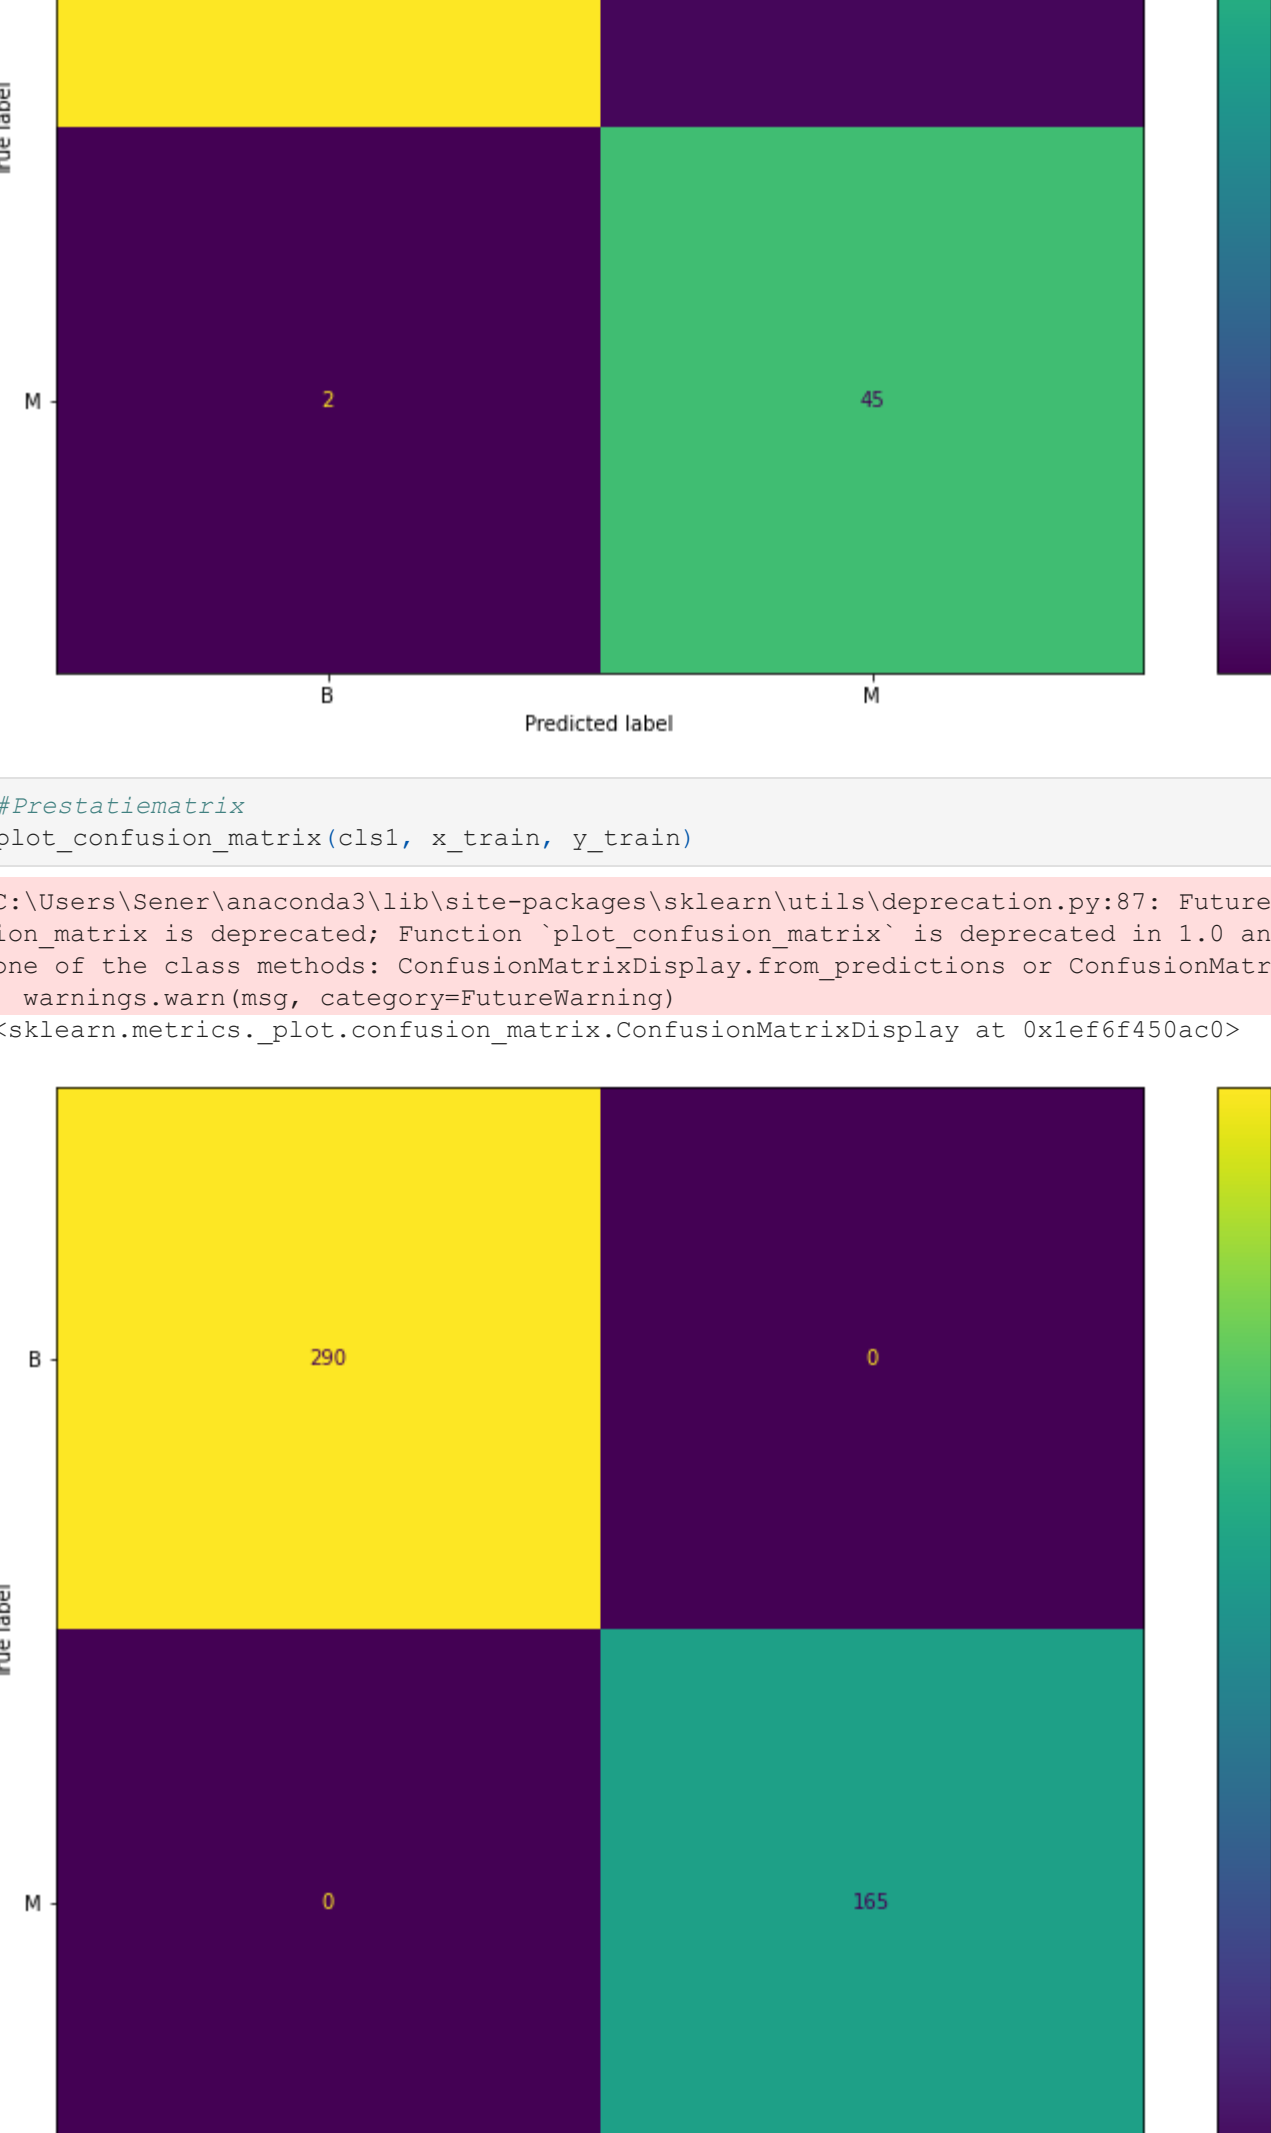 M
2
45
B
M
Predicted label
#Prestatiematrix
plot_confusion_matrix(cls1, x_train, y_train)
C:\Users\Sener\anaconda3\lib\site-packages\sklearn\utils\deprecation.py:87: Future
ion_matrix is deprecated; Function `plot_confusion_matrix` is deprecated in 1.0 an
one of the class methods: ConfusionMatrixDisplay.from_predictions or ConfusionMatr
warnings.warn(msg, category=FutureWarning)
<sklearn.metrics._plot.confusion_matrix.ConfusionMatrixDisplay at 0x1ef6f450ac0>
B
290
0
True label
M
0
165